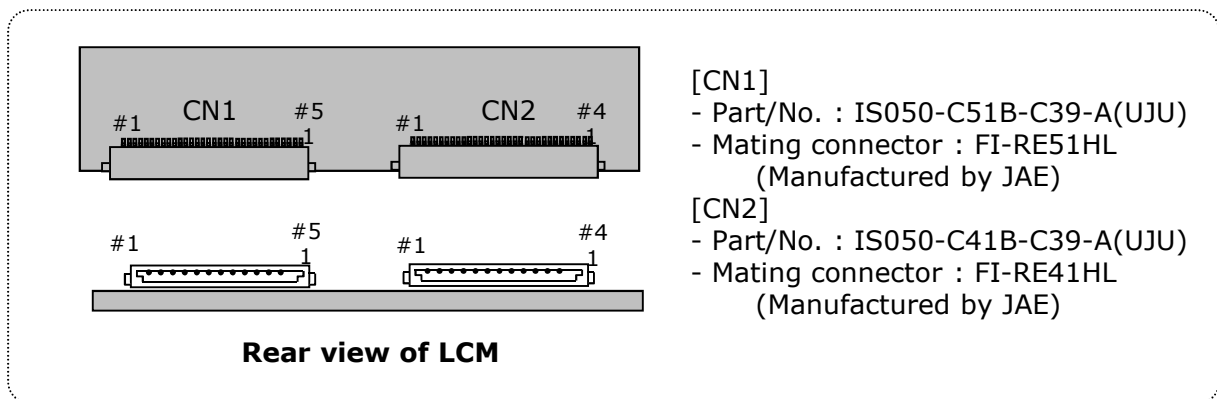 CN1
CN2
#1
#5
1
#1
#4
1
#1
#5
1
#1
#4
1
Rear view of LCM
[CN1]
- Part/No. : IS050-C51B-C39-A(UJU)
- Mating connector : FI-RE51HL
(Manufactured by JAE)
[CN2]
- Part/No. : IS050-C41B-C39-A(UJU)
- Mating connector : FI-RE41HL
(Manufactured by JAE)